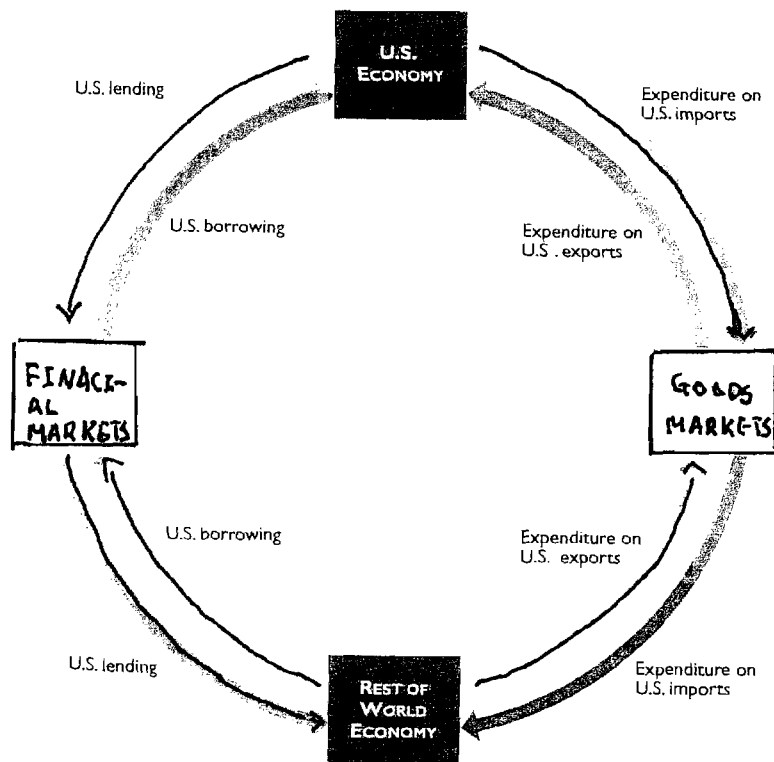 U.S.
ECONOMY
U.S. lending
Expenditure on
U.S. imports
U.S. borrowing
Expenditure on
U.S. exports
FINACI-
AL
MARKETS
GOODS
MARKETS
U.S. borrowing
Expenditure on
U.S. exports
U.S. lending
REST OF
WORLD
ECONOMY
Expenditure on
U.S. imports